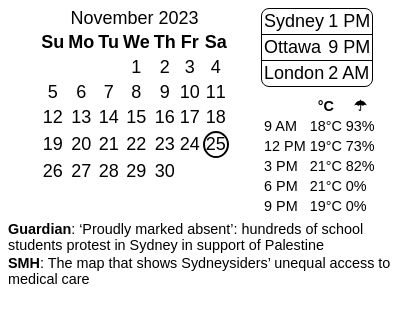 November 2023
Su Mo Tu We Th Fr Sa
1 2 3 4
5 6 7 8 9 10 11
12 13 14 15 16 17 18
19 20 21 22 23 24 25
26 27 28 29 30
Sydney 1 PM
Ottawa 9 PM
London 2 AM
°C ☂
9 AM 18°C 93%
12 PM 19°C 73%
3 PM 21°C 82%
6 PM 21°C 0%
9 PM 19°C 0%
Guardian: ‘Proudly marked absent’: hundreds of school
students protest in Sydney in support of Palestine
SMH: The map that shows Sydneysiders’ unequal access to
medical care